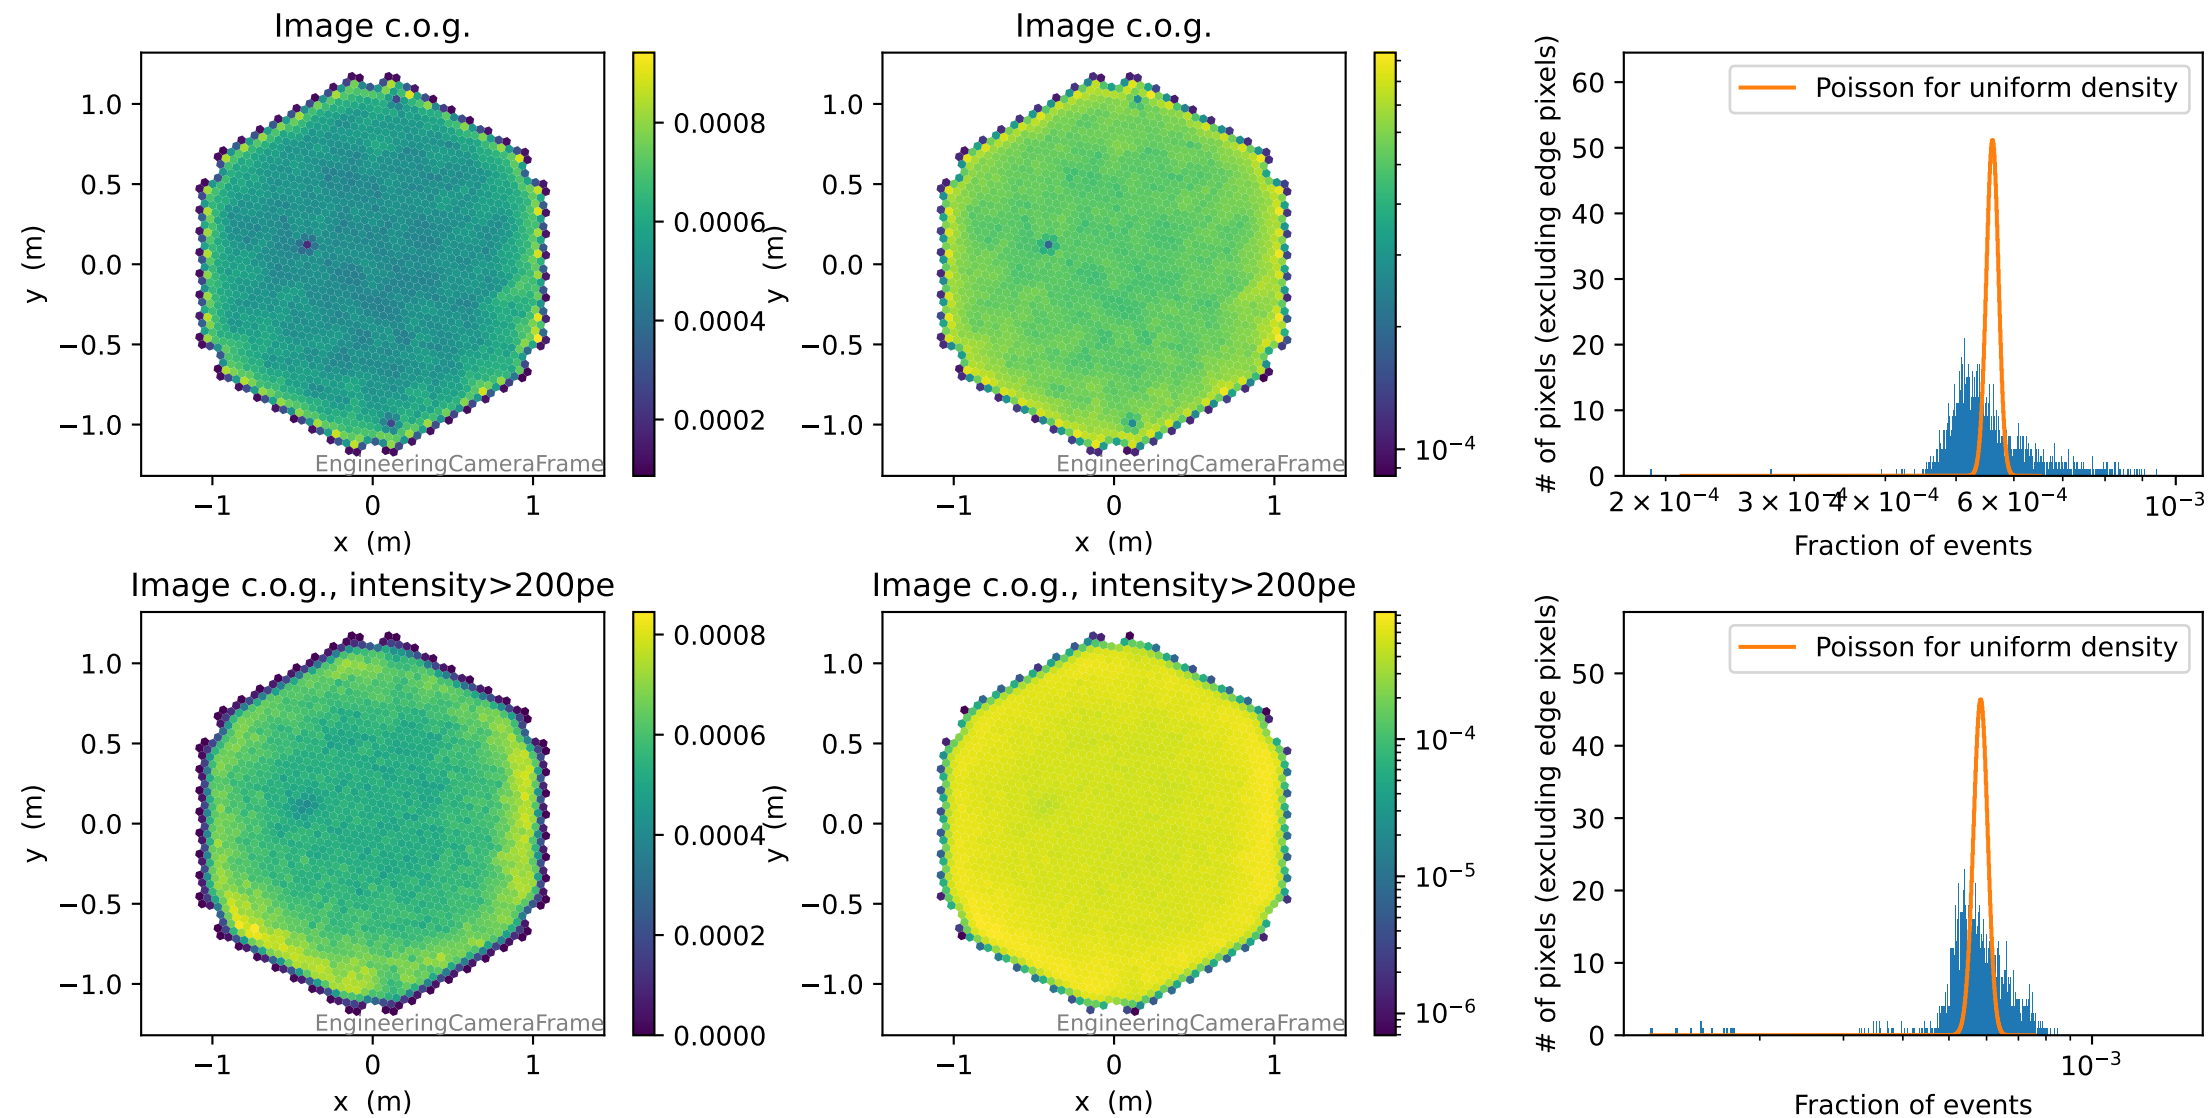 Image c.o.g.
1.0
0.5
0.0
−0.5
−1.0
y (m)
−1
0
1
x (m)
EngineeringCameraFrame
0.0008
0.0006
0.0004
0.0002
Image c.o.g.
1.0
0.5
0.0
−0.5
−1.0
y (m)
−1
0
1
x (m)
EngineeringCameraFrame
10⁻⁴
# of pixels (excluding edge pixels)
60
50
40
30
20
10
0
Poisson for uniform density
2 × 10⁻⁴
3 × 10⁻⁴
4 × 10⁻⁴
6 × 10⁻⁴
10⁻³
Fraction of events
Image c.o.g., intensity>200pe
1.0
0.5
0.0
−0.5
−1.0
y (m)
−1
0
1
x (m)
EngineeringCameraFrame
0.0008
0.0006
0.0004
0.0002
0.0000
Image c.o.g., intensity>200pe
1.0
0.5
0.0
−0.5
−1.0
y (m)
−1
0
1
x (m)
EngineeringCameraFrame
10⁻⁴
10⁻⁵
10⁻⁶
# of pixels (excluding edge pixels)
50
40
30
20
10
0
Poisson for uniform density
10⁻³
Fraction of events